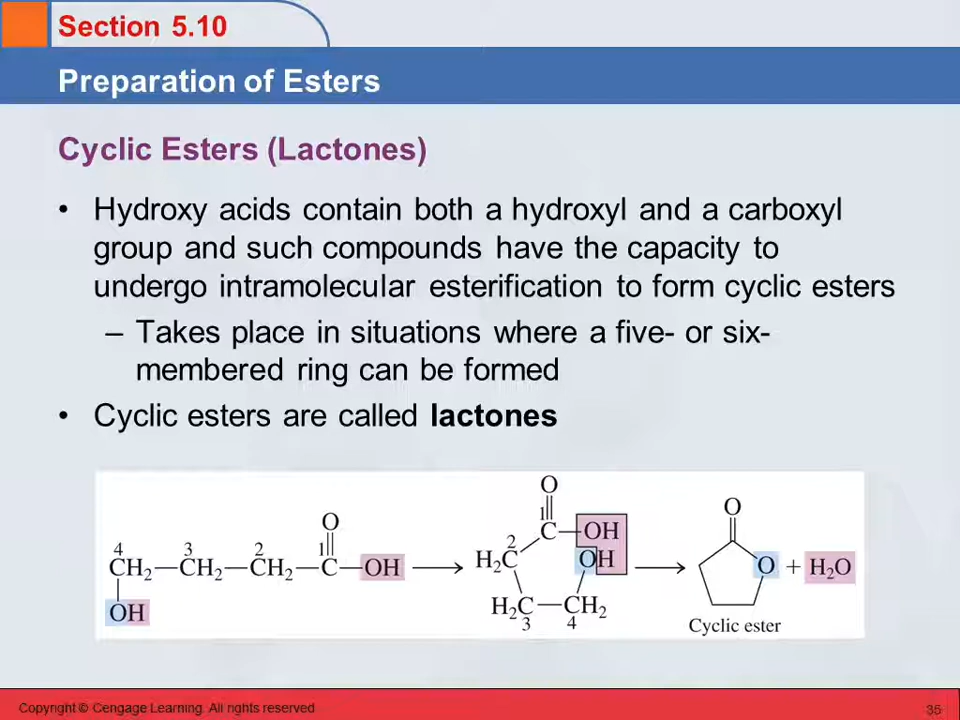 Section 5.10
Preparation of Esters
Cyclic Esters (Lactones)
• Hydroxy acids contain both a hydroxyl and a carboxyl
group and such compounds have the capacity to
undergo intramolecular esterification to form cyclic esters
– Takes place in situations where a five- or six-
membered ring can be formed
• Cyclic esters are called lactones
O
4 3 2 1
CH₂—CH₂—CH₂—C—OH
OH
O
1
C—OH
2
H₂C OH
H₂C—CH₂
3 4
O
O + H₂O
Cyclic ester
Copyright © Cengage Learning. All rights reserved
35